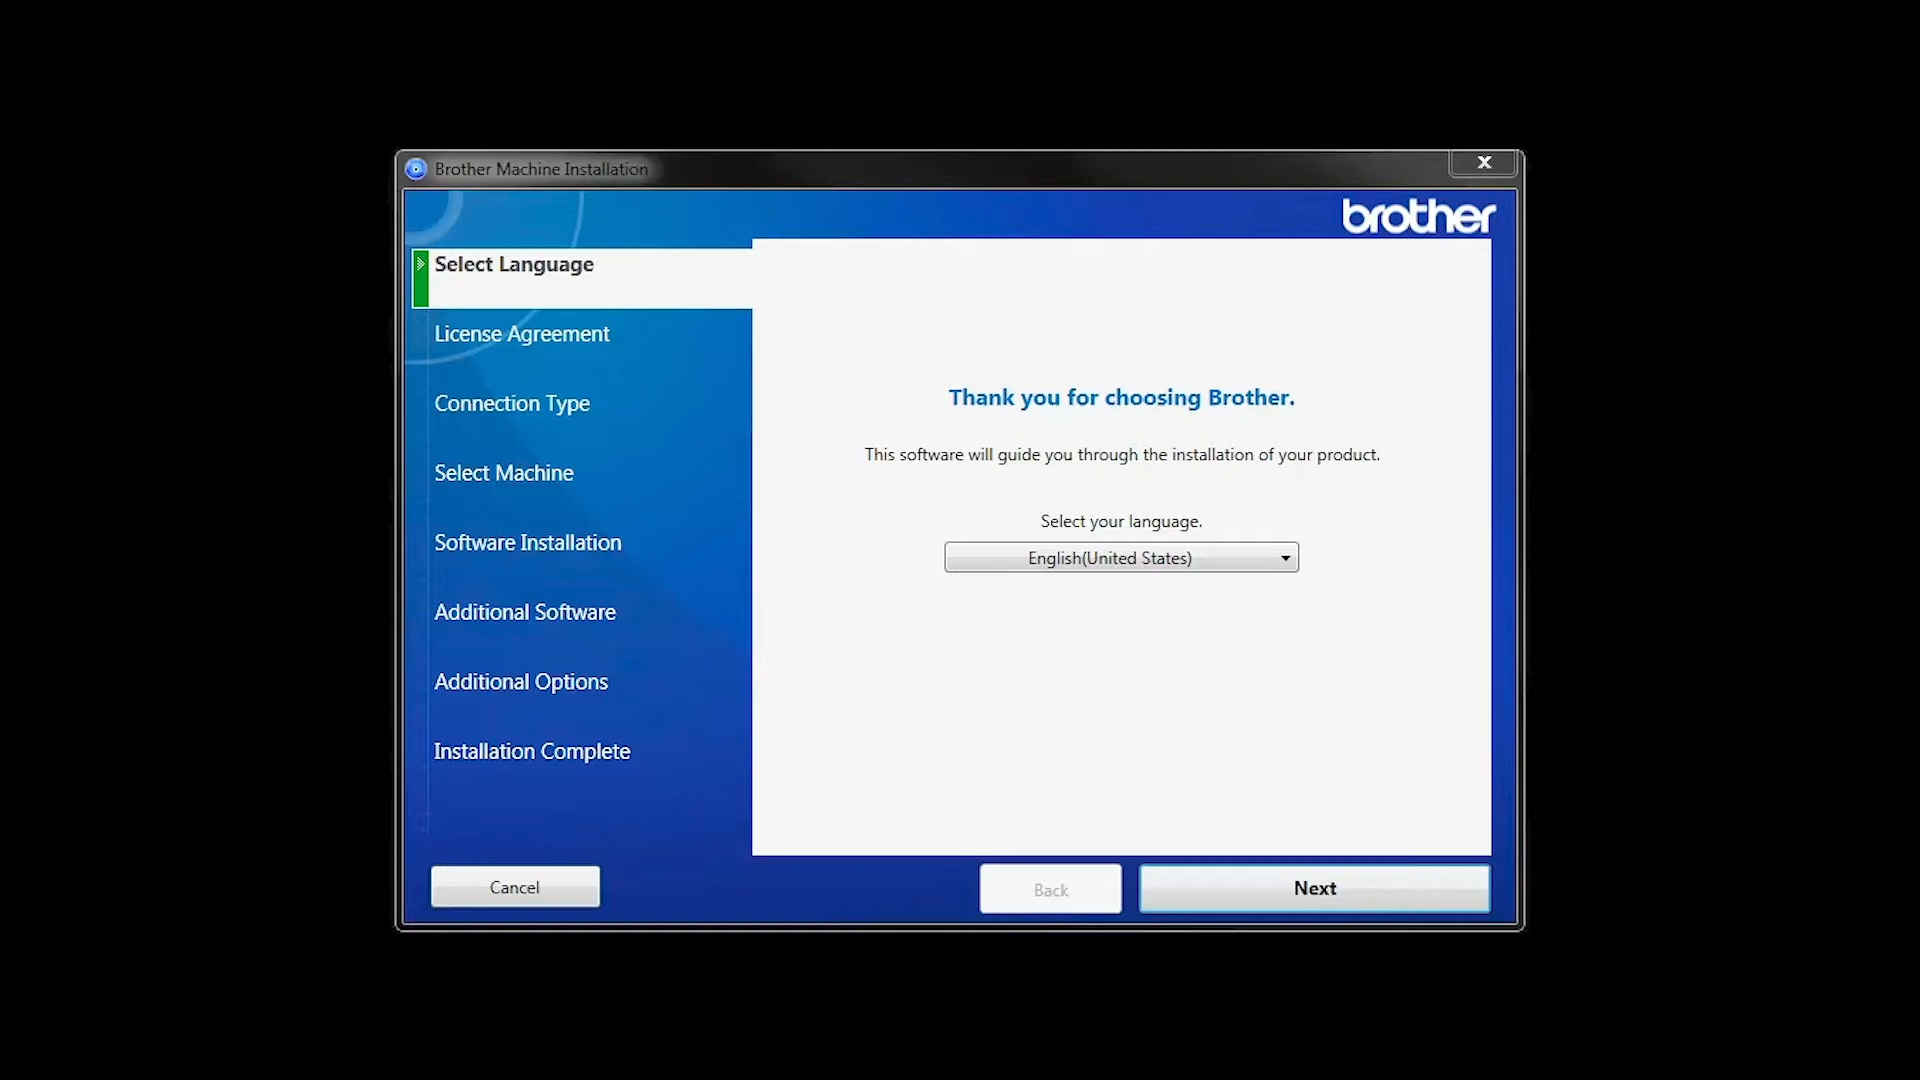 Brother Machine Installation
X
brother
Select Language
License Agreement
Connection Type
Select Machine
Software Installation
Additional Software
Additional Options
Installation Complete
Thank you for choosing Brother.
This software will guide you through the installation of your product.
Select your language.
English(United States)
Cancel
Back
Next